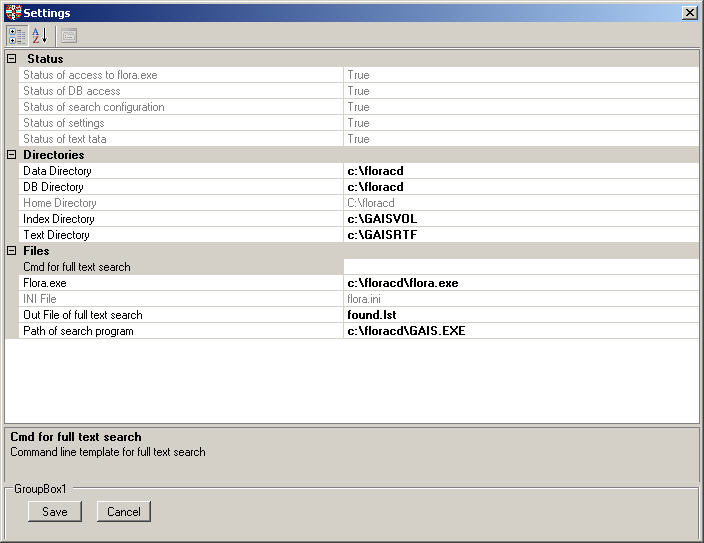 Settings
A Z
Status
Status of access to flora.exe True
Status of DB access True
Status of search configuration True
Status of settings True
Status of text tata True
Directories
Data Directory c:\floracd
DB Directory c:\floracd
Home Directory C:\floracd
Index Directory c:\GAISVOL
Text Directory c:\GAISRTF
Files
Cmd for full text search
Flora.exe c:\floracd\flora.exe
INI File flora.ini
Out File of full text search found.lst
Path of search program c:\floracd\GAIS.EXE
Cmd for full text search
Command line template for full text search
GroupBox1
Save Cancel